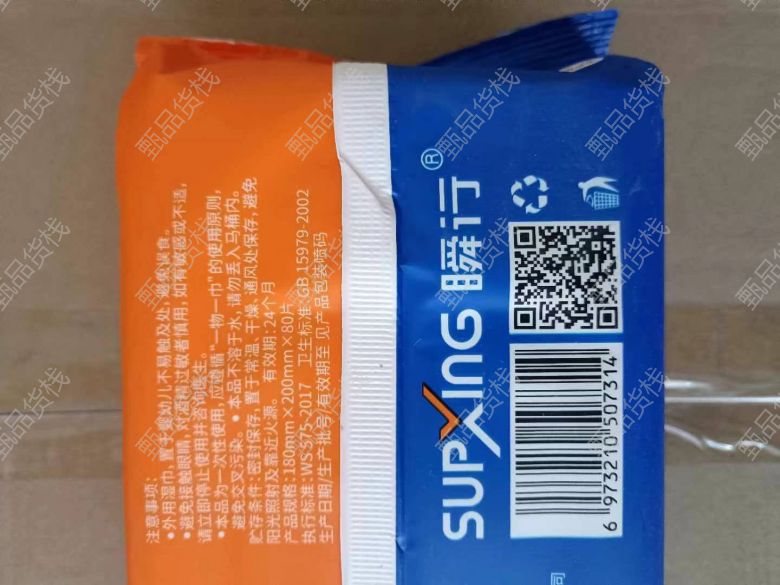 注意事项:
•外用湿巾,置于婴幼儿不易触及处,避免误食。
•避免接触眼睛,对酒精过敏者慎用,如有敏感或不适,
请立即停止使用并咨询医生。
•本品为一次性使用,应遵循“一物一巾”的使用原则,
避免交叉污染。 •本品不溶于水,请勿丢入马桶内。
贮存条件:密封保存,置于常温、干燥、通风处保存,避免
阳光照射及靠近火源。 有效期:24个月
产品规格:180mm×200mm×80片
执行标准:WS575-2017 卫生标准:GB 15979-2002
生产日期/生产批号/有效期至 见产品包装喷码
SUPXING 瞬行®
6 973210 507314
司
甄品货栈